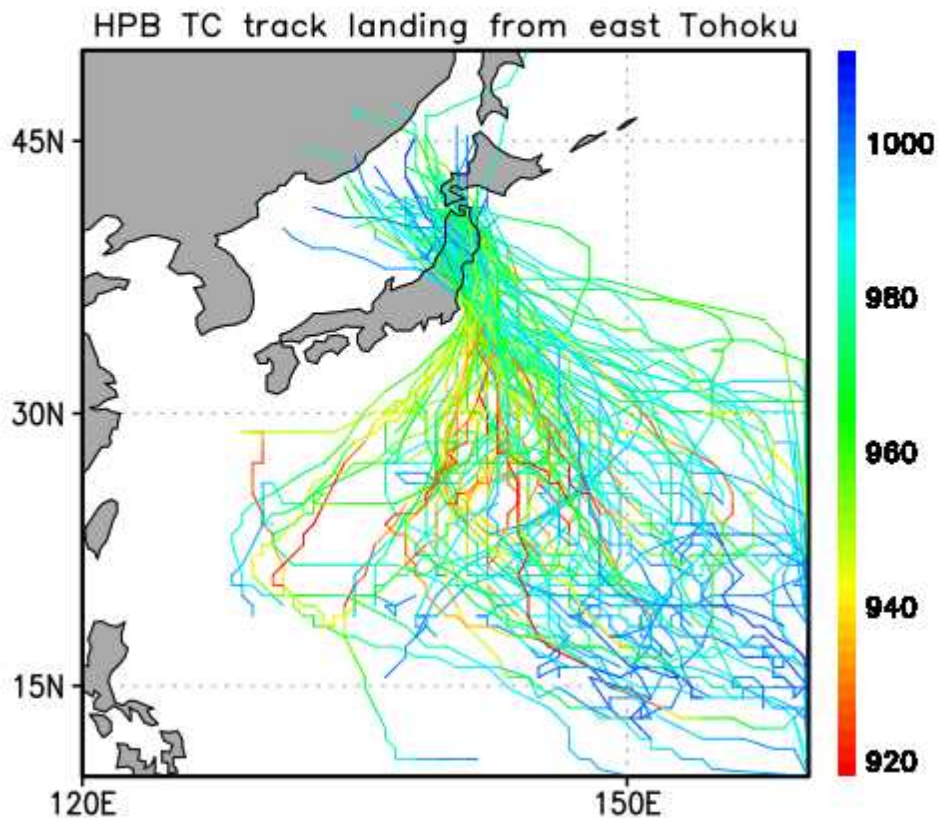 HPB TC track landing from east Tohoku
45N
30N
15N
120E
150E
1000
980
960
940
920